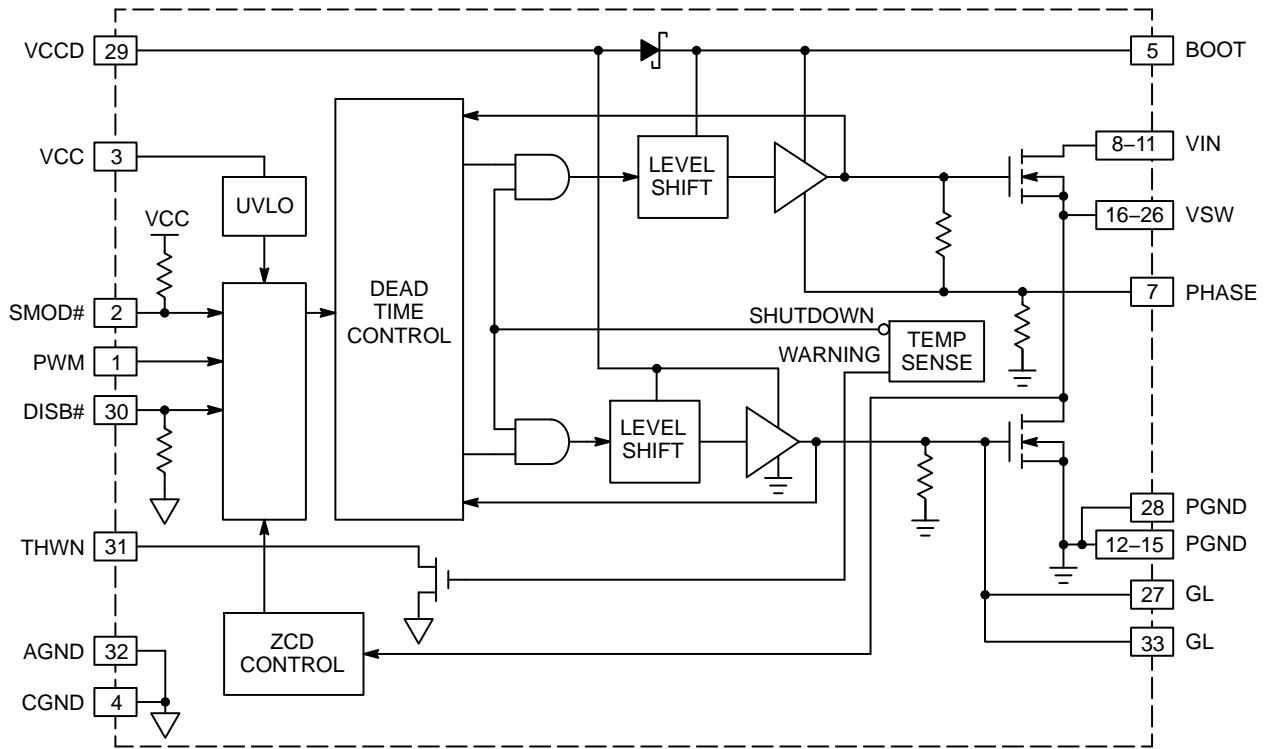 VCCD 29
5 BOOT
VCC 3
8–11 VIN
LEVEL
SHIFT
UVLO
VCC
16–26 VSW
DEAD
TIME
CONTROL
7 PHASE
SMOD# 2
SHUTDOWN
TEMP
SENSE
WARNING
PWM 1
DISB# 30
LEVEL
SHIFT
28 PGND
THWN 31
12–15 PGND
27 GL
ZCD
CONTROL
33 GL
AGND 32
CGND 4